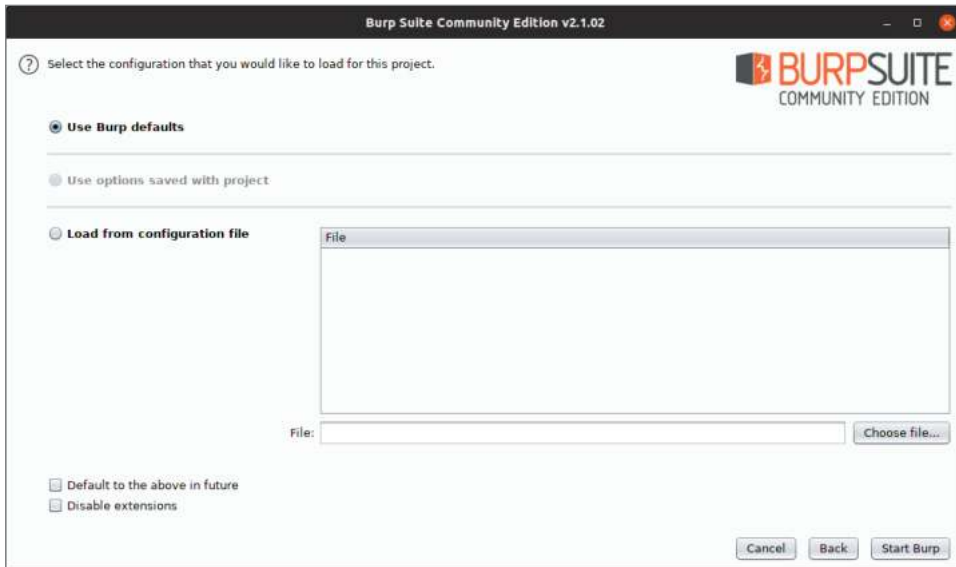 Burp Suite Community Edition v2.1.02
? Select the configuration that you would like to load for this project.
BURPSUITE
COMMUNITY EDITION
Use Burp defaults
Use options saved with project
Load from configuration file
File
File:
Choose file...
Default to the above in future
Disable extensions
Cancel Back Start Burp